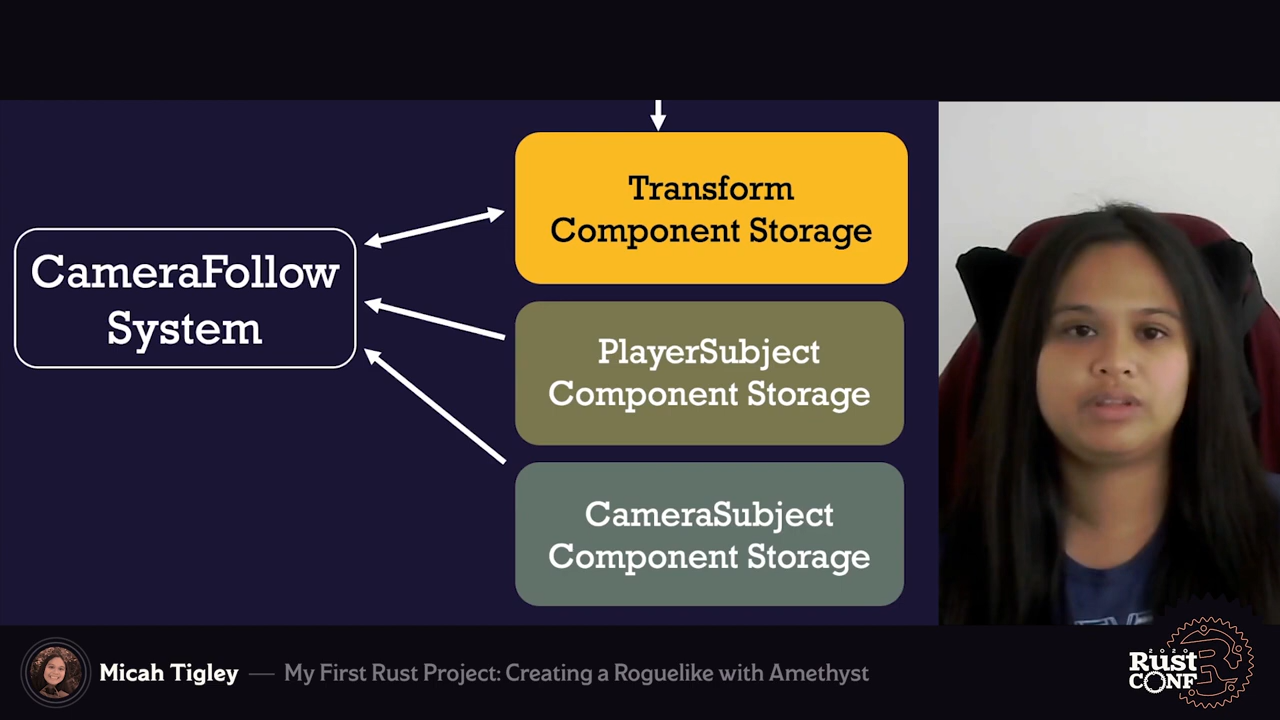 Transform
Component Storage
CameraFollow
System
PlayerSubject
Component Storage
CameraSubject
Component Storage
Micah Tigley — My First Rust Project: Creating a Roguelike with Amethyst
2020
RUST
CONF